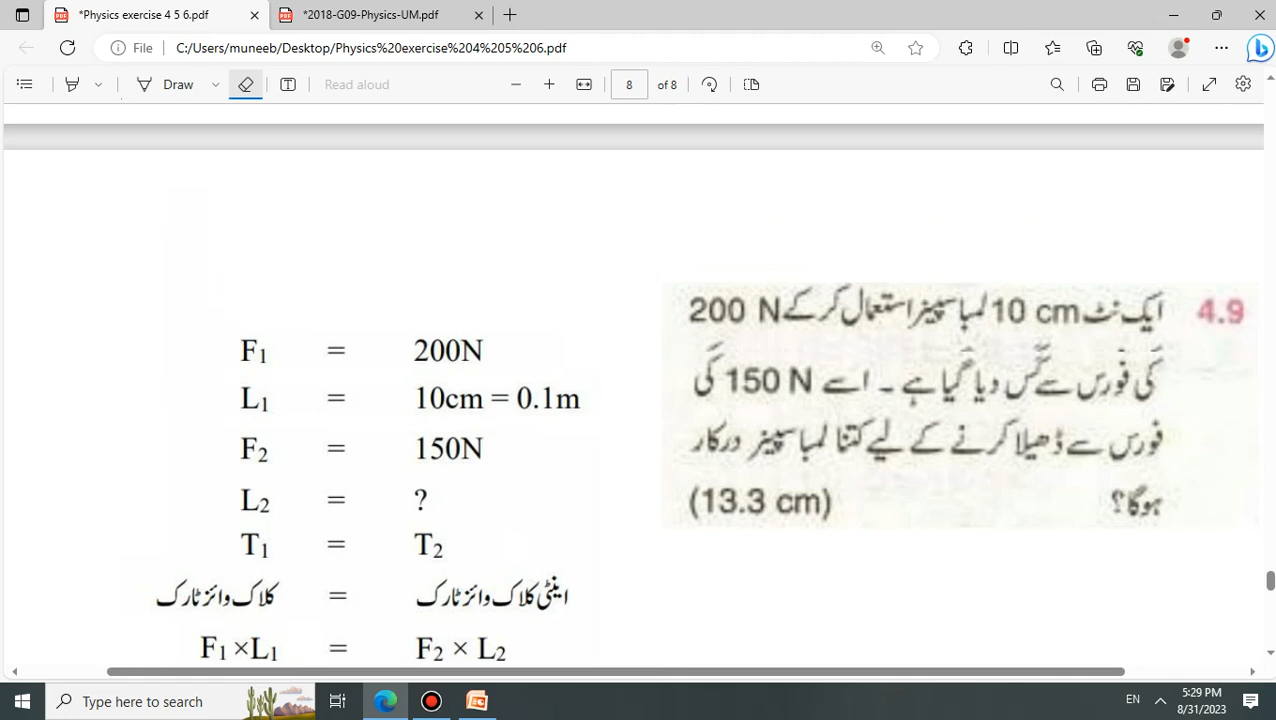 *Physics exercise 4 5 6.pdf
*2018-G09-Physics-UM.pdf
File
C:/Users/muneeb/Desktop/Physics%20exercise%204%205%206.pdf
Draw
Read aloud
8
of 8
ایک نٹ 10 cm لمبا سپینر استعمال کر کے 200 N 4.9
کی فورس سے کَس دیا گیا ہے ۔ اسے 150 N کی
فورس سے ڈھیلا کرنے کے لیے کتنا لمبا سپینر درکار
ہوگا؟ (13.3 cm)
F₁ = 200N
L₁ = 10cm = 0.1m
F₂ = 150N
L₂ = ?
T₁ = T₂
کلاک وائز ٹارک = اینٹی کلاک وائز ٹارک
F₁ ×L₁ = F₂ × L₂
Type here to search
EN
5:29 PM
8/31/2023